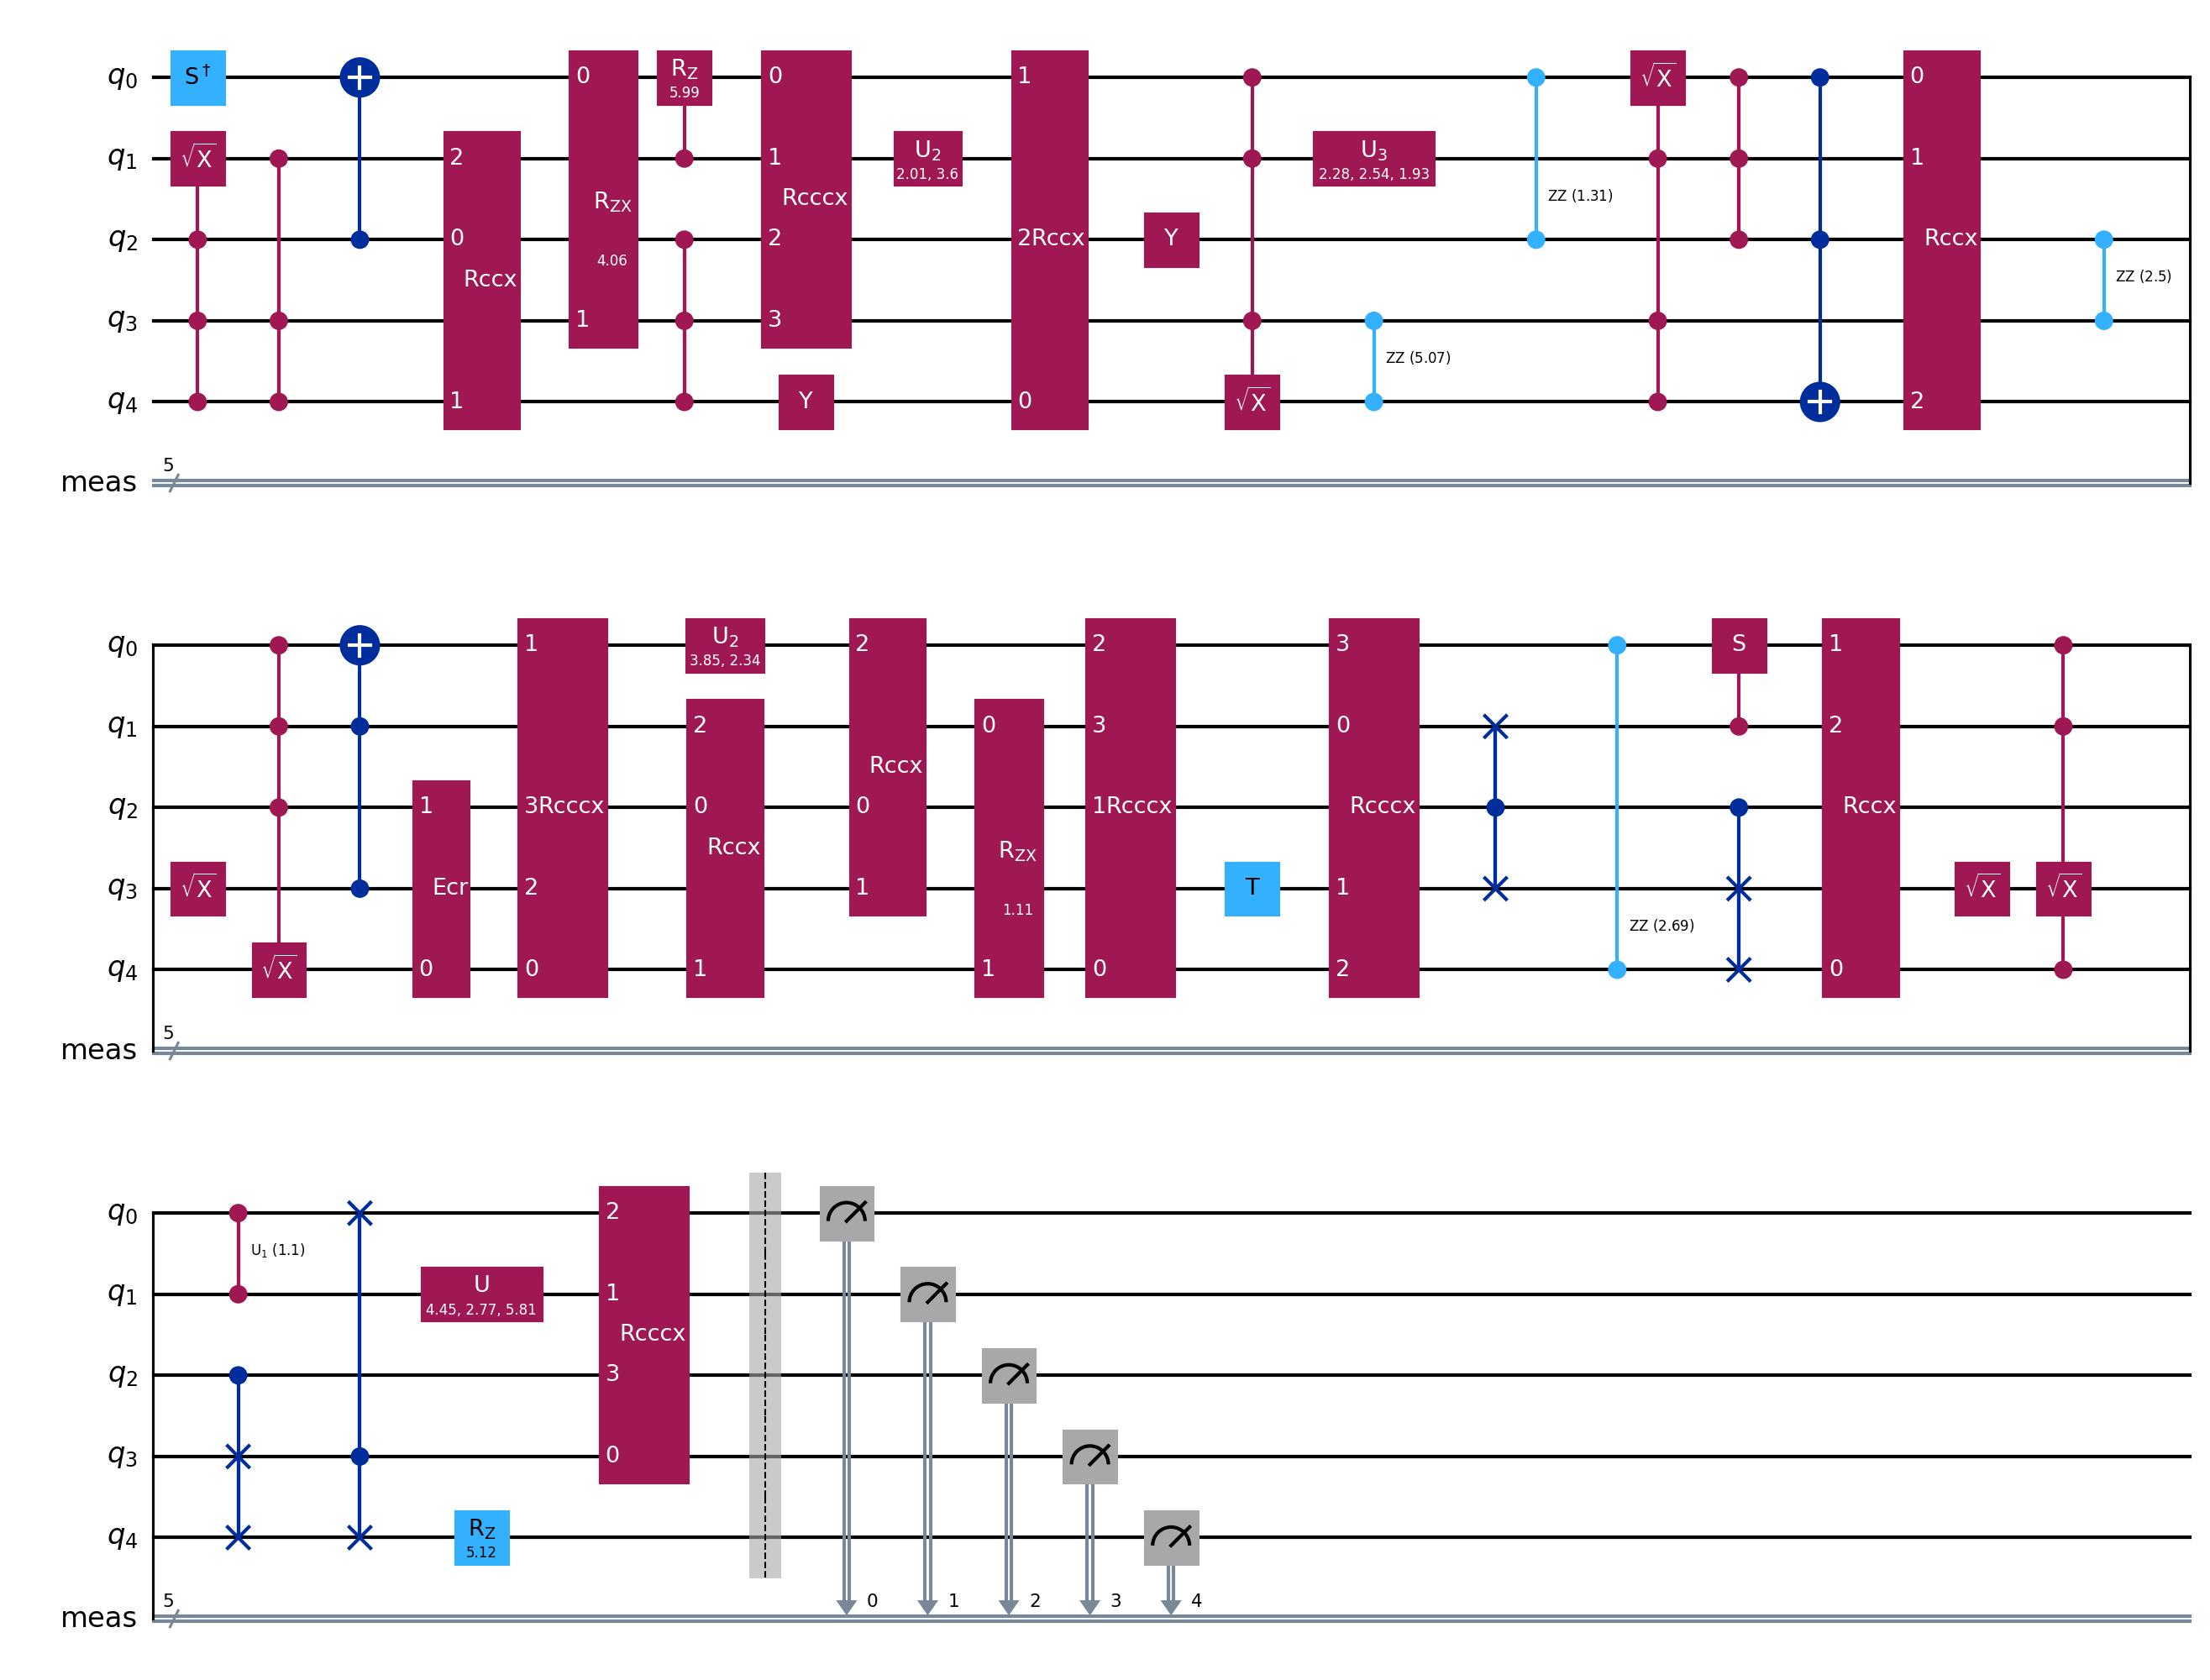 q0 S† 0 RZ 5.99 0 1 √X 0
q1 √X 2 1 U2 2.01, 3.6 U3 2.28, 2.54, 1.93 1
RZX Rcccx ZZ (1.31)
q2 0 2 2Rccx Y Rccx
Rccx 4.06 ZZ (2.5)
q3 1 3
ZZ (5.07)
q4 1 Y 0 √X 2
meas 5
q0 1 U2 3.85, 2.34 2 2 3 S 1
q1 2 0 3 0 2
Rccx
q2 1 3Rcccx 0 0 1Rcccx Rcccx Rccx
Rccx RZX
q3 √X Ecr 2 1 1.11 T 1 √X √X
ZZ (2.69)
q4 √X 0 0 1 1 0 2 0
meas 5
q0 2
U1 (1.1)
q1 U 4.45, 2.77, 5.81 1
Rcccx
q2 3
q3 0
q4 RZ 5.12
meas 5 0 1 2 3 4